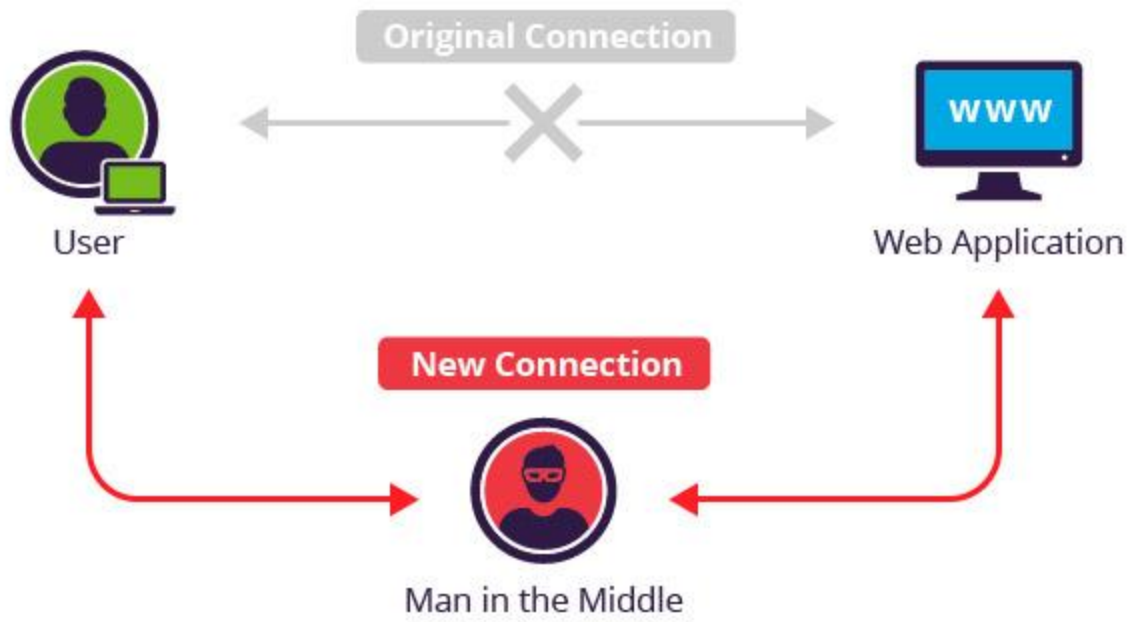 Original Connection
www
User
Web Application
New Connection
Man in the Middle